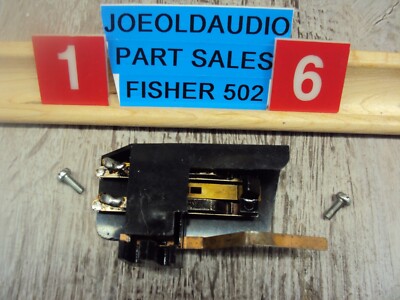 JOEOLDAUDIO
PART SALES
FISHER 502
1
6